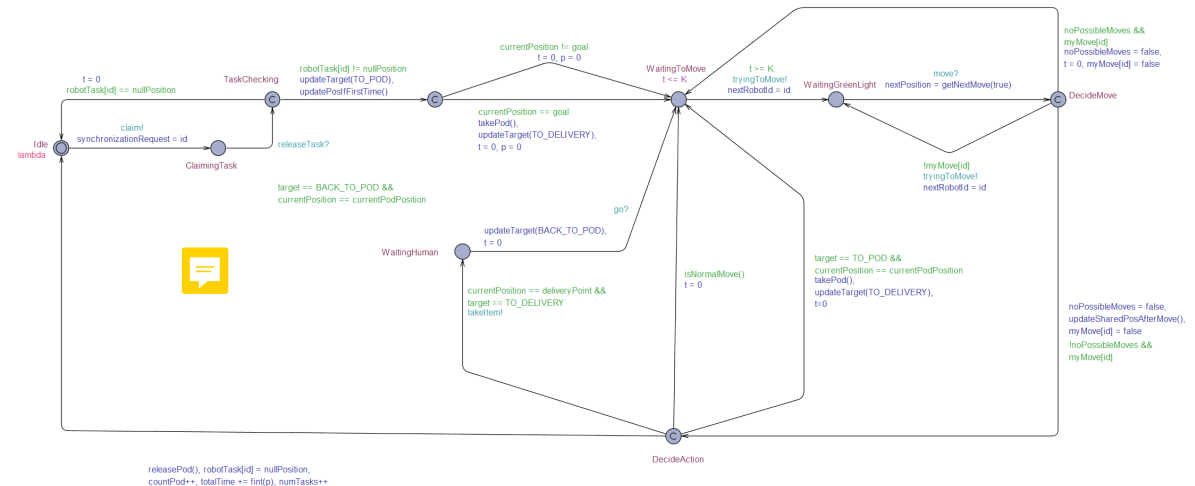 noPossibleMoves &&
myMove[id]
noPossibleMoves = false,
t = 0, myMove[id] = false
currentPosition != goal
t = 0, p = 0
TaskChecking
t = 0
robotTask[id] == nullPosition
robotTask[id] != nullPosition
updateTarget(TO_POD),
updatePosIfFirstTime()
C
C
WaitingToMove
t <= K
t >= K
tryingToMove!
nextRobotId = id
WaitingGreenLight
move?
nextPosition = getNextMove(true)
C
DecideMove
currentPosition == goal
takePod(),
updateTarget(TO_DELIVERY),
t = 0, p = 0
claim!
synchronizationRequest = id
Idle
lambda
ClaimingTask
releaseTask?
!myMove[id]
tryingToMove!
nextRobotId = id
target == BACK_TO_POD &&
currentPosition == currentPodPosition
go?
updateTarget(BACK_TO_POD),
t = 0
WaitingHuman
isNormalMove()
t = 0
target == TO_POD &&
currentPosition == currentPodPosition
takePod(),
updateTarget(TO_DELIVERY),
t=0
currentPosition == deliveryPoint &&
target == TO_DELIVERY
takeItem!
noPossibleMoves = false,
updateSharedPosAfterMove(),
myMove[id] = false
!noPossibleMoves &&
myMove[id]
C
DecideAction
releasePod(), robotTask[id] = nullPosition,
countPod++, totalTime += fint(p), numTasks++